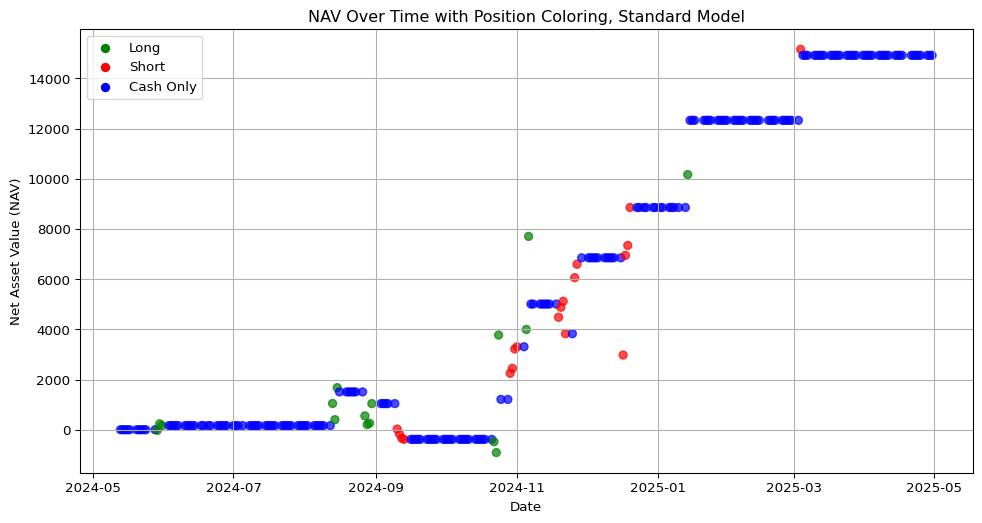 NAV Over Time with Position Coloring, Standard Model
Long
Short
Cash Only
Net Asset Value (NAV)
14000
12000
10000
8000
6000
4000
2000
0
2024-05
2024-07
2024-09
2024-11
2025-01
2025-03
2025-05
Date